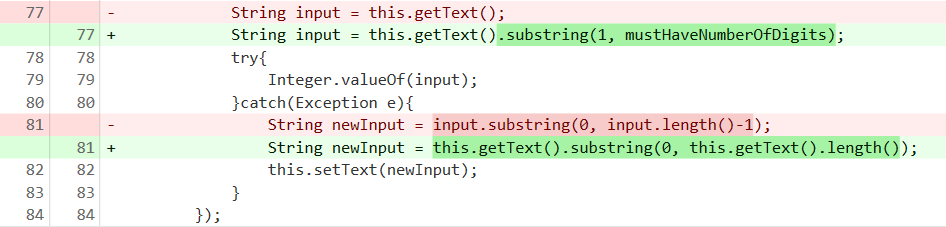 77 - String input = this.getText();
77 + String input = this.getText().substring(1, mustHaveNumberOfDigits);
78 78 try{
79 79 Integer.valueOf(input);
80 80 }catch(Exception e){
81 - String newInput = input.substring(0, input.length()-1);
81 + String newInput = this.getText().substring(0, this.getText().length());
82 82 this.setText(newInput);
83 83 }
84 84 });